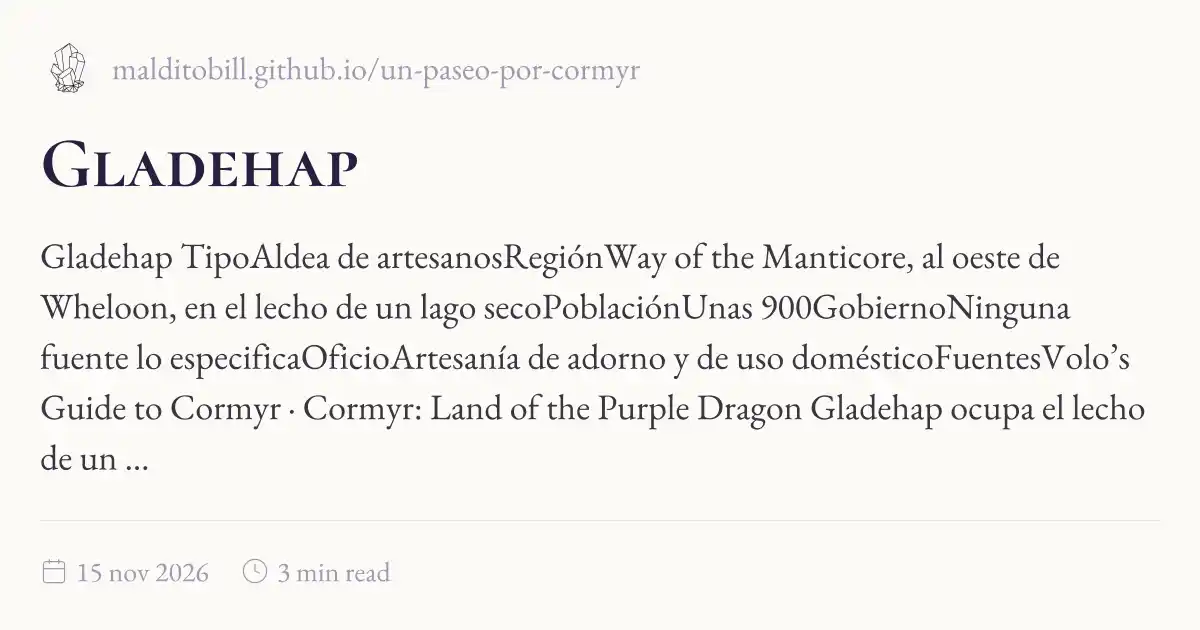 malditobill.github.io/un-paseo-por-cormyr
Gladehap
Gladehap TipoAldea de artesanosRegiónWay of the Manticore, al oeste de
Wheloon, en el lecho de un lago secoPoblaciónUnas 900GobiernoNinguna
fuente lo especificaOficioArtesanía de adorno y de uso domésticoFuentesVolo’s
Guide to Cormyr · Cormyr: Land of the Purple Dragon Gladehap ocupa el lecho
de un ...
15 nov 2026 3 min read